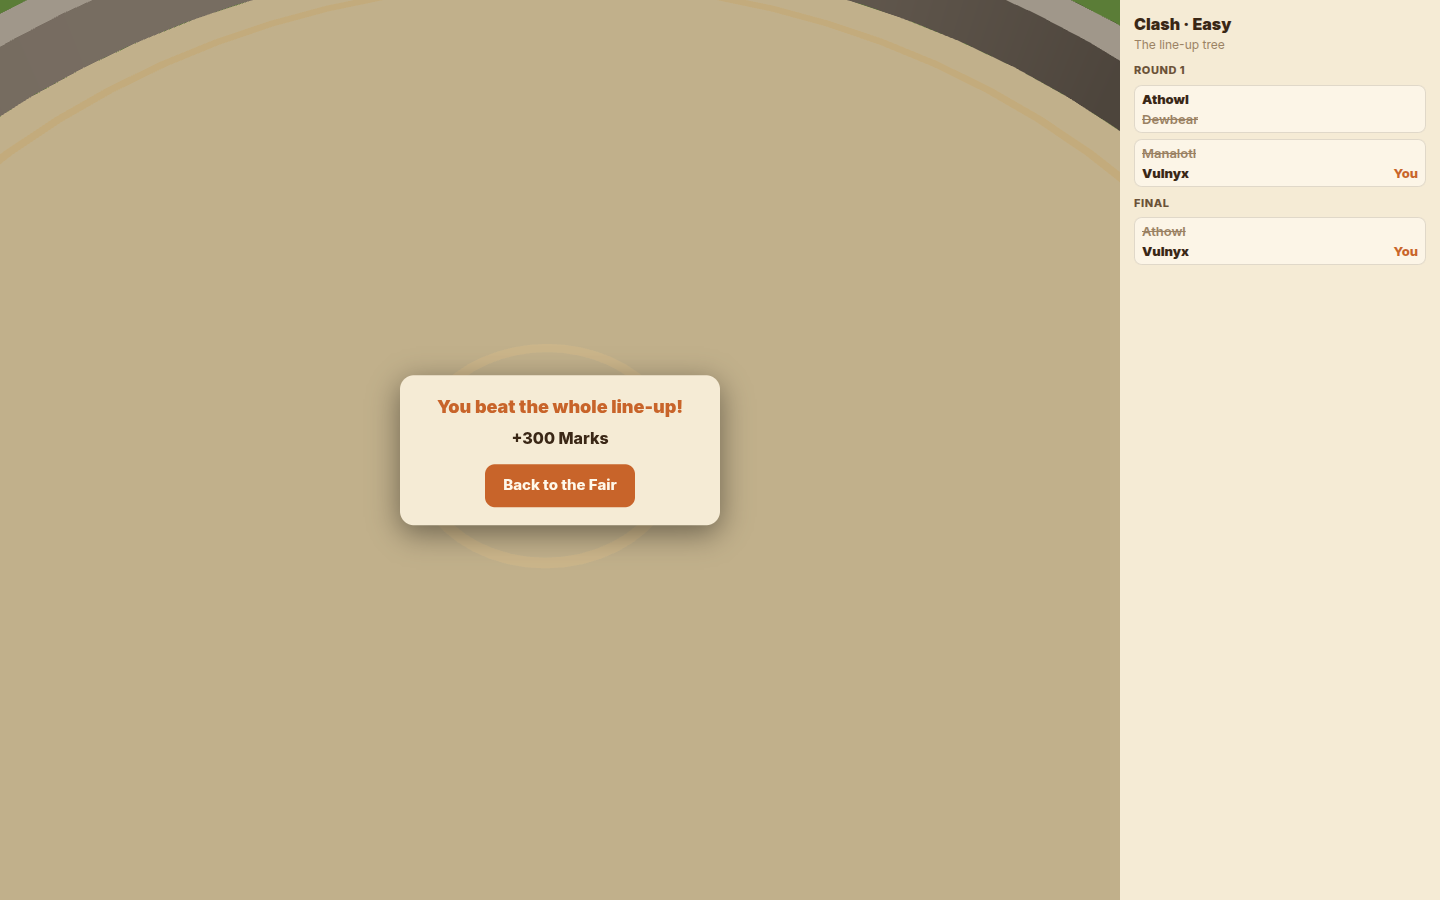 You beat the whole line-up!
+300 Marks
Back to the Fair
Clash · Easy
The line-up tree
ROUND 1
Athowl
Dewbear
Manalotl
Vulnyx You
FINAL
Athowl
Vulnyx You